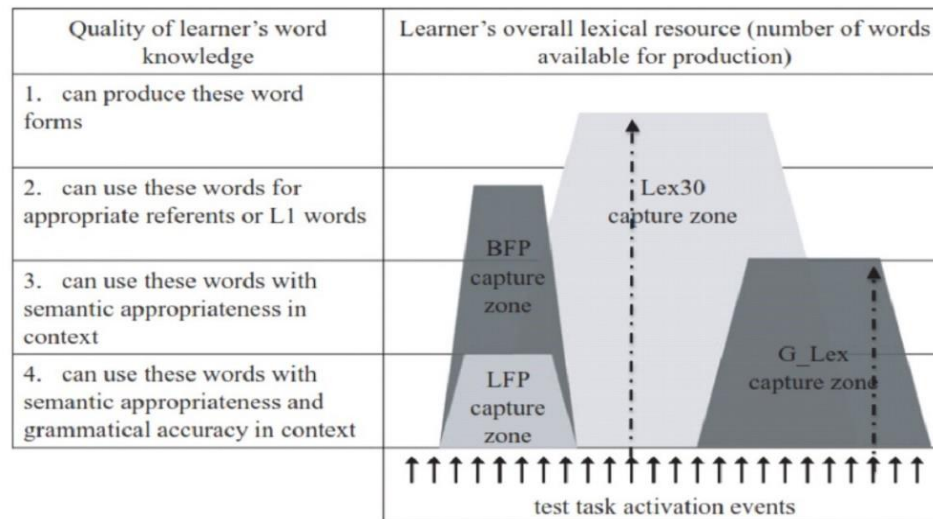 Quality of learner's word
knowledge
Learner's overall lexical resource (number of words
available for production)
1. can produce these word
forms
2. can use these words for
appropriate referents or L1 words
3. can use these words with
semantic appropriateness in
context
4. can use these words with
semantic appropriateness and
grammatical accuracy in context
Lex30
capture zone
BFP
capture
zone
G_Lex
capture zone
LFP
capture
zone
test task activation events